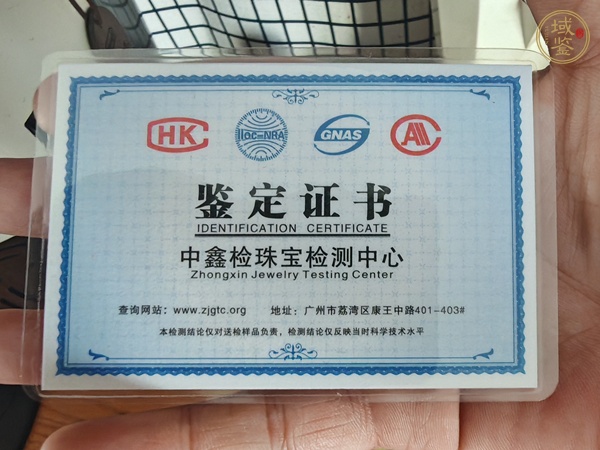 域鉴
HK
ilac-MRA
GNAS
AL
鉴定证书
IDENTIFICATION CERTIFICATE
中鑫检珠宝检测中心
Zhongxin Jewelry Testing Center
查询网站：www.zjgtc.org 地址：广州市荔湾区康王中路401-403#
本检测结论仅对送检样品负责，检测结论仅反映当时科学技术水平